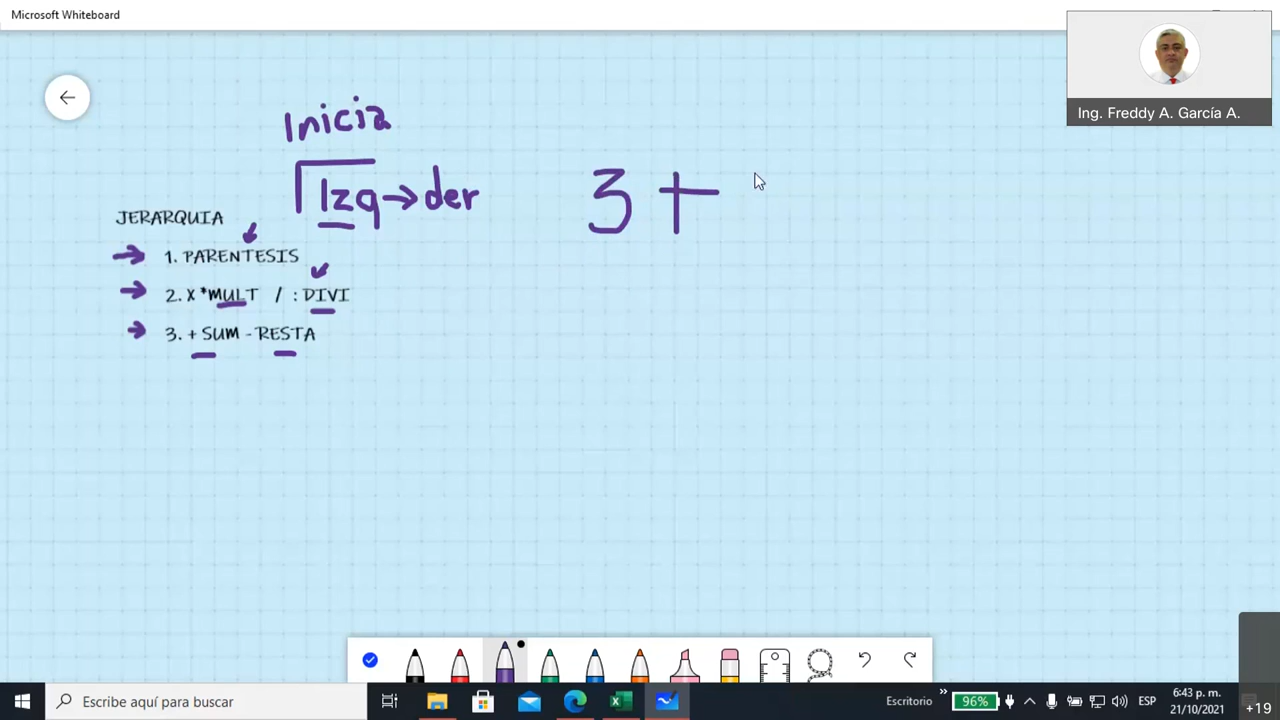 Microsoft Whiteboard
Ing. Freddy A. García A.
Inicia
Izq → der
3 +
JERARQUIA
1. PARENTESIS
2. X *MULT / : DIVI
3. + SUM - RESTA
Escribe aquí para buscar
Escritorio
»
96%
ESP
6:43 p. m.
21/10/2021
+19